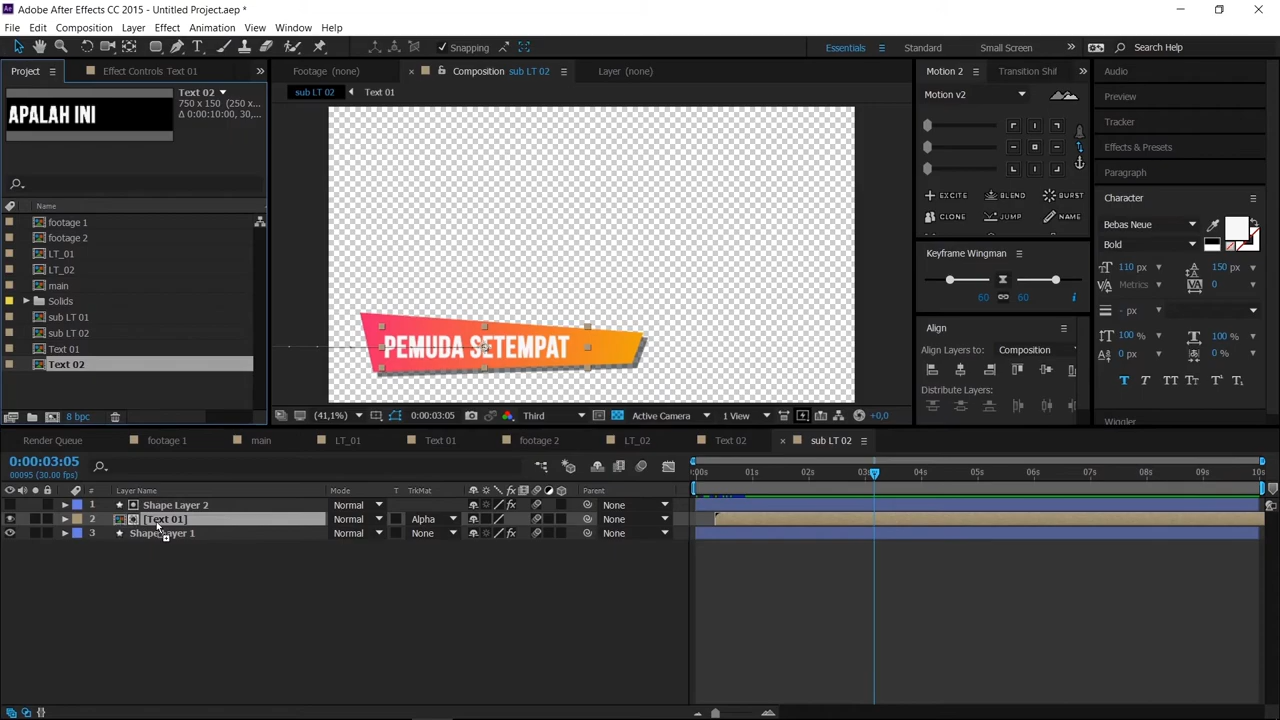 Adobe After Effects CC 2015 - Untitled Project.aep *
File Edit Composition Layer Effect Animation View Window Help
Snapping Essentials Standard Small Screen Search Help
Project Effect Controls Text 01 Footage (none) Composition sub LT 02 Layer (none) Motion 2 Transition Shif Audio
Text 02 sub LT 02 Text 01 Motion v2 Preview
750 x 150 (250 x...
Δ 0:00:10:00, 30,...
APALAH INI
Tracker
Effects & Presets
Paragraph
Character
Name
footage 1
footage 2
LT_01
LT_02
main
Solids
sub LT 01
sub LT 02
Text 01
Text 02
8 bpc
PEMUDA SETEMPAT
(41,1%) 0:00:03:05 Third Active Camera 1 View +0,0
EXCITE BLEND BURST
CLONE JUMP NAME
Keyframe Wingman
60 60
Align
Align Layers to: Composition
Distribute Layers:
Bebas Neue
Bold
110 px 150 px
Metrics 0
- px
100 % 100 %
0 px 0 %
T T TT Tt T¹ T₁
Wiggler
Render Queue footage 1 main LT_01 Text 01 footage 2 LT_02 Text 02 sub LT 02
0:00:03:05
00095 (30.00 fps)
0:00s 01s 02s 03s 04s 05s 06s 07s 08s 09s 10s
# Layer Name Mode T TrkMat Parent
1 Shape Layer 2 Normal None
2 [Text 01] Normal Alpha None
3 Shape Layer 1 Normal None None